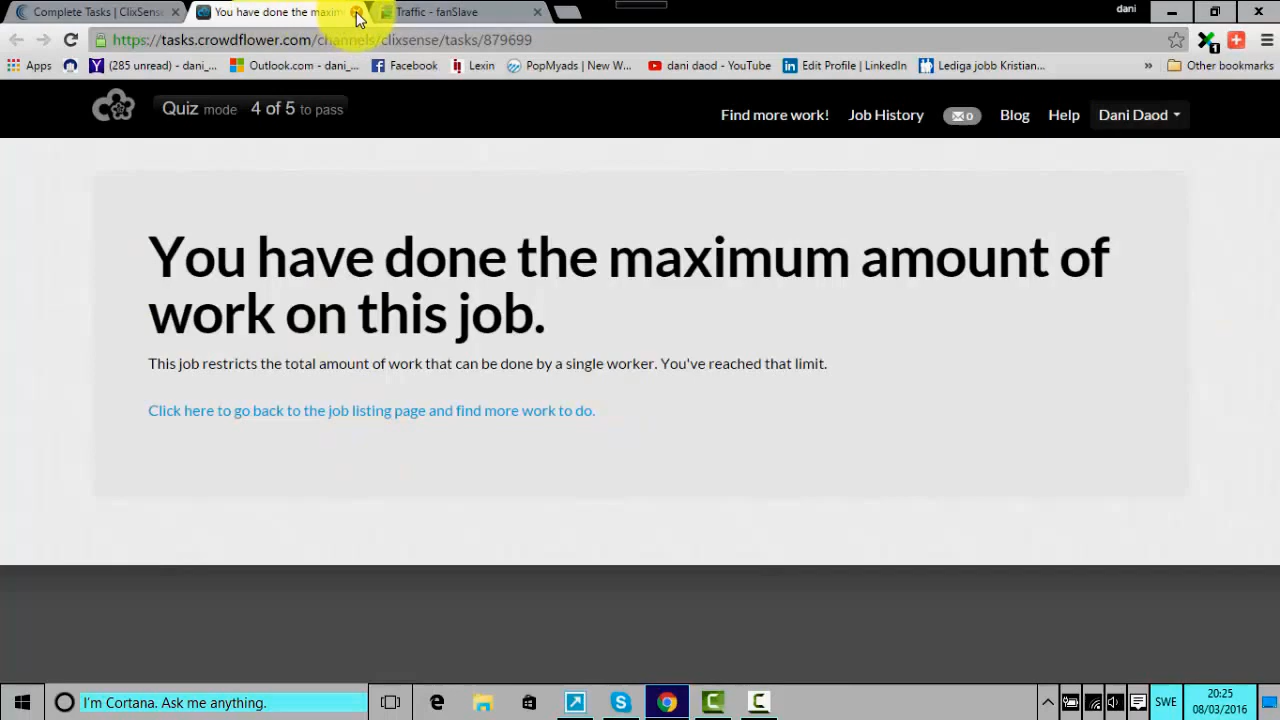 Complete Tasks | ClixSense
You have done the maxim
Traffic - fanSlave
dani
https://tasks.crowdflower.com/channels/clixsense/tasks/879699
1
Apps
(285 unread) - dani_...
Outlook.com - dani_...
Facebook
Lexin
PopMyads | New W...
dani daod - YouTube
Edit Profile | LinkedIn
Lediga jobb Kristian...
»
Other bookmarks
Quiz mode 4 of 5 to pass
Find more work!
Job History
0
Blog
Help
Dani Daod
You have done the maximum amount of
work on this job.
This job restricts the total amount of work that can be done by a single worker. You've reached that limit.
Click here to go back to the job listing page and find more work to do.
I'm Cortana. Ask me anything.
SWE
20:25
08/03/2016